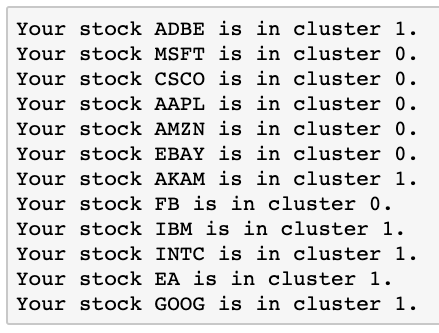 Your stock ADBE is in cluster 1.
Your stock MSFT is in cluster 0.
Your stock CSCO is in cluster 0.
Your stock AAPL is in cluster 0.
Your stock AMZN is in cluster 0.
Your stock EBAY is in cluster 0.
Your stock AKAM is in cluster 1.
Your stock FB is in cluster 0.
Your stock IBM is in cluster 1.
Your stock INTC is in cluster 1.
Your stock EA is in cluster 1.
Your stock GOOG is in cluster 1.